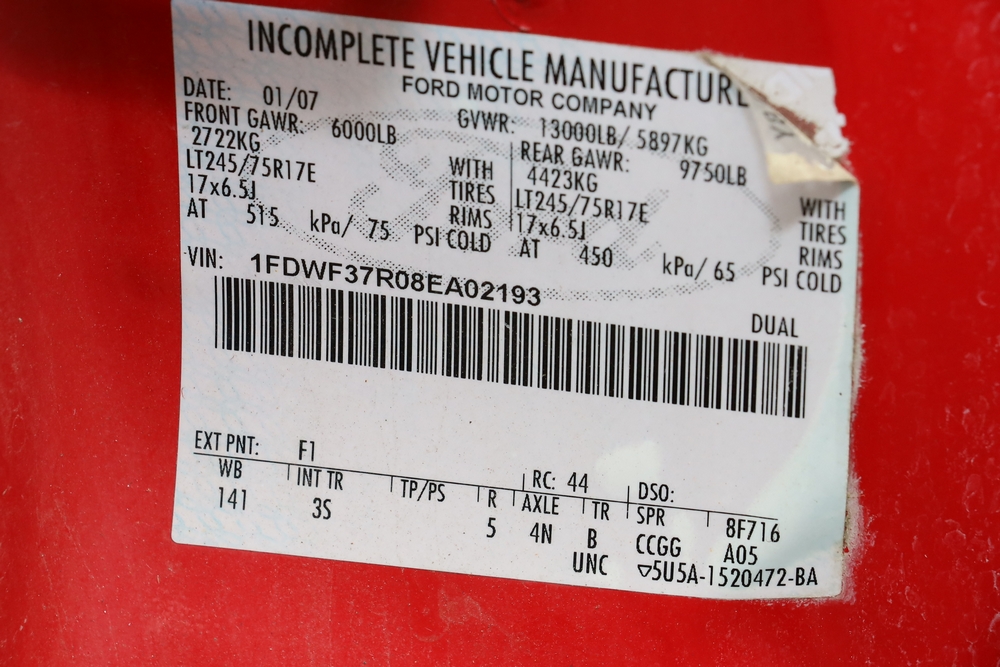 INCOMPLETE VEHICLE MANUFACTURE
FORD MOTOR COMPANY
DATE: 01/07 GVWR: 13000LB/ 5897KG
FRONT GAWR: 6000LB REAR GAWR: 9750LB
2722KG WITH 4423KG WITH
LT245/75R17E TIRES LT245/75R17E TIRES
17x6.5J RIMS 17x6.5J RIMS
AT 515 kPa/ 75 PSI COLD AT 450 kPa/ 65 PSI COLD
VIN: 1FDWF37R08EA02193
DUAL
EXT PNT: F1 RC: 44 DSO:
WB INT TR TP/PS R AXLE TR SPR 8F716
141 3S 5 4N B CCGG A05
UNC ▽5U5A-1520472-BA